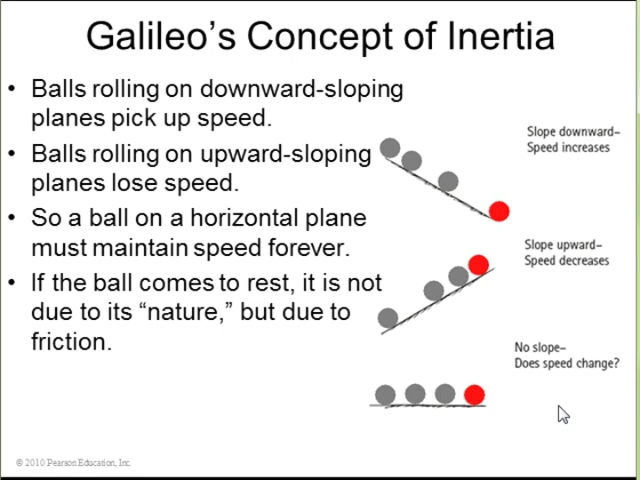 Galileo’s Concept of Inertia
• Balls rolling on downward-sloping
planes pick up speed.
• Balls rolling on upward-sloping
planes lose speed.
• So a ball on a horizontal plane
must maintain speed forever.
• If the ball comes to rest, it is not
due to its “nature,” but due to
friction.
Slope downward–
Speed increases
Slope upward–
Speed decreases
No slope–
Does speed change?
© 2010 Pearson Education, Inc.